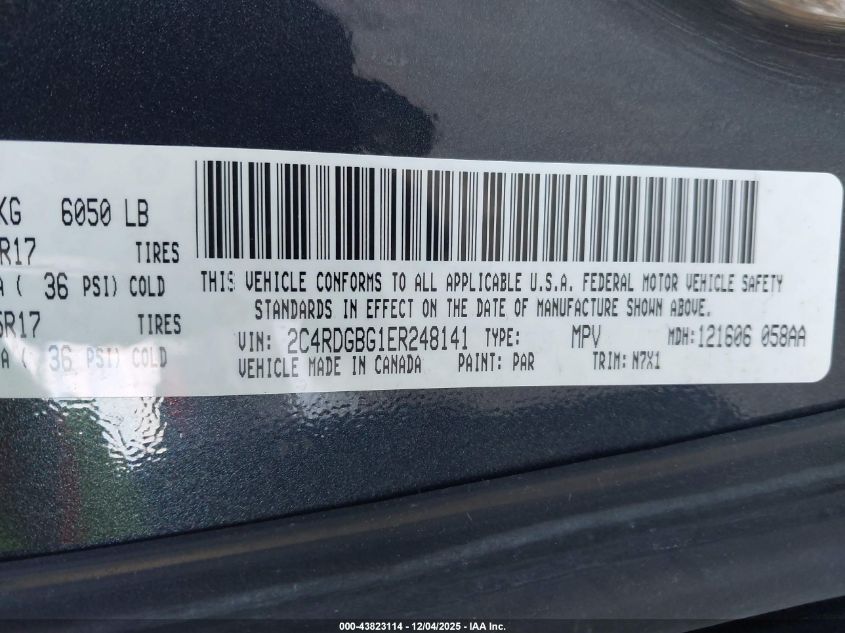 KG 6050 LB
R17 TIRES
A ( 36 PSI) COLD
5R17 TIRES
A ( 36 PSI) COLD
THIS VEHICLE CONFORMS TO ALL APPLICABLE U.S.A. FEDERAL MOTOR VEHICLE SAFETY
STANDARDS IN EFFECT ON THE DATE OF MANUFACTURE SHOWN ABOVE.
VIN: 2C4RDGBG1ER248141 TYPE: MPV MDH: 121606 058AA
VEHICLE MADE IN CANADA PAINT: PAR TRIM: N7X1
000-43823114 - 12/04/2025 - IAA Inc.